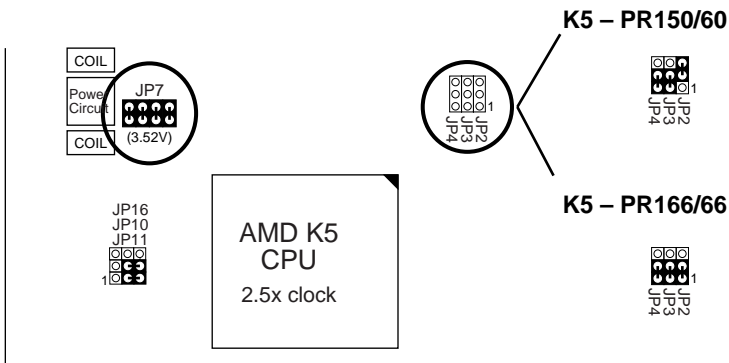 K5 – PR150/60
COIL
Power
Circuit
JP7
(3.52V)
COIL
1
JP4
JP3
JP2
1
JP4
JP3
JP2
K5 – PR166/66
JP16
JP10
JP11
1
AMD K5
CPU
2.5x clock
1
JP4
JP3
JP2